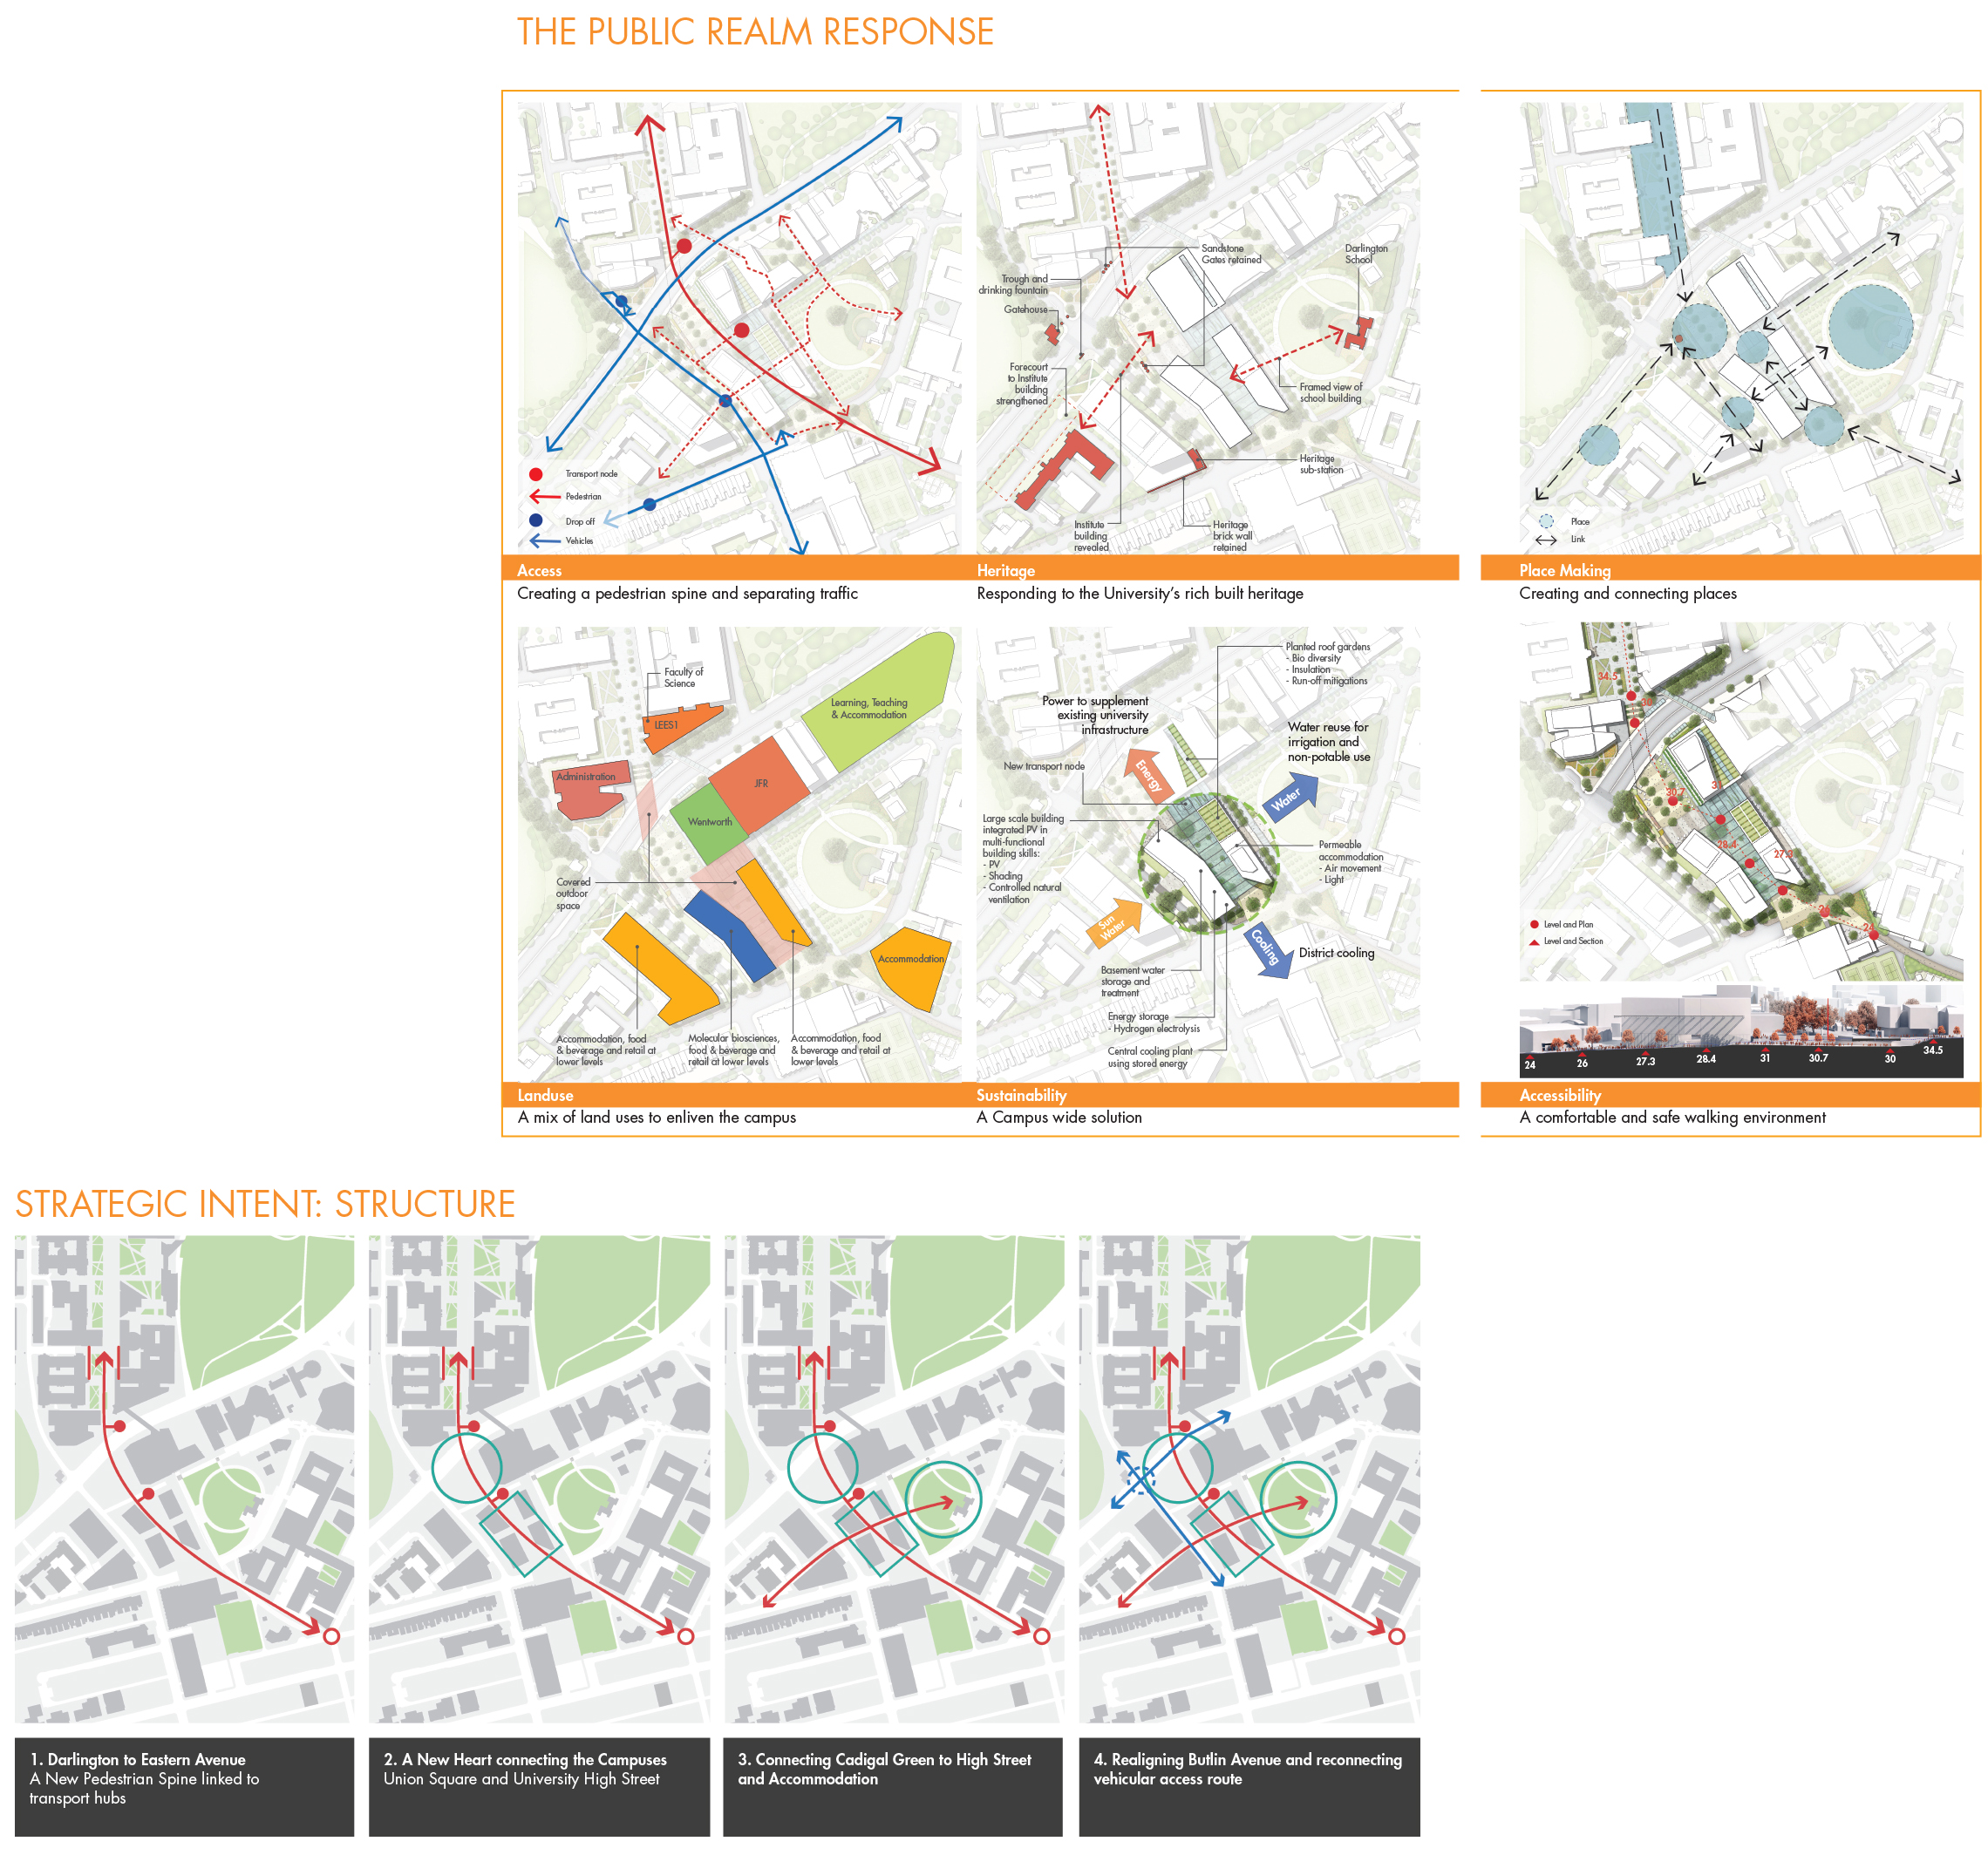 THE PUBLIC REALM RESPONSE
Transport node
Pedestrian
Drop off
Vehicles
Access
Creating a pedestrian spine and separating traffic
Sandstone
Gates retained
Darlington
School
Trough and
drinking fountain
Gatehouse
Forecourt
to Institute
building
strengthened
Framed view of
school building
Heritage
sub-station
Institute
building
revealed
Heritage
brick wall
retained
Heritage
Responding to the University's rich built heritage
Place
Link
Place Making
Creating and connecting places
Faculty of
Science
LEES1
Learning, Teaching
& Accommodation
Administration
JFR
Wentworth
Covered
outdoor
space
Accommodation
Accommodation, food
& beverage and retail at
lower levels
Molecular biosciences,
food & beverage and
retail at lower levels
Accommodation, food
& beverage and retail at
lower levels
Landuse
A mix of land uses to enliven the campus
Planted roof gardens
- Bio diversity
- Insulation
- Run-off mitigations
Power to supplement
existing university
infrastructure
Water reuse for
irrigation and
non-potable use
New transport node
Energy
Water
Large scale building
integrated PV in
multi-functional
building skills:
- PV
- Shading
- Controlled natural
ventilation
Permeable
accommodation
- Air movement
- Light
Sun
Water
Cooling
District cooling
Basement water
storage and
treatment
Energy storage
- Hydrogen electrolysis
Central cooling plant
using stored energy
Sustainability
A Campus wide solution
34.5
30
31
30.7
28.4
27.3
26
24
Level and Plan
Level and Section
24
26
27.3
28.4
31
30.7
30
34.5
Accessibility
A comfortable and safe walking environment
STRATEGIC INTENT: STRUCTURE
1. Darlington to Eastern Avenue
A New Pedestrian Spine linked to
transport hubs
2. A New Heart connecting the Campuses
Union Square and University High Street
3. Connecting Cadigal Green to High Street
and Accommodation
4. Realigning Butlin Avenue and reconnecting
vehicular access route